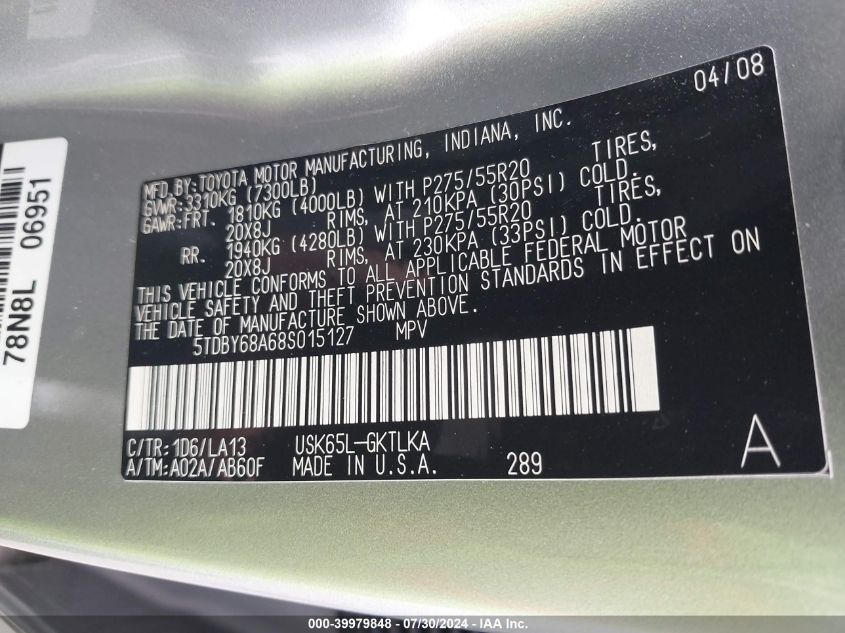 04/08
MFD. BY: TOYOTA MOTOR MANUFACTURING, INDIANA, INC.
GVWR: 3310KG (7300LB)
GAWR: FRT. 1810KG (4000LB) WITH P275/55R20 TIRES,
20X8J RIMS, AT 210KPA (30PSI) COLD.
RR. 1940KG (4280LB) WITH P275/55R20 TIRES,
20X8J RIMS, AT 230KPA (33PSI) COLD.
THIS VEHICLE CONFORMS TO ALL APPLICABLE FEDERAL MOTOR
VEHICLE SAFETY AND THEFT PREVENTION STANDARDS IN EFFECT ON
THE DATE OF MANUFACTURE SHOWN ABOVE.
5TDBY68A68S015127 MPV
C/TR: 1D6/LA13 USK65L-GKTLKA
A/TM: A02A/AB60F MADE IN U.S.A. 289 A
78N8L 06951
000-39979848 - 07/30/2024 - IAA Inc.